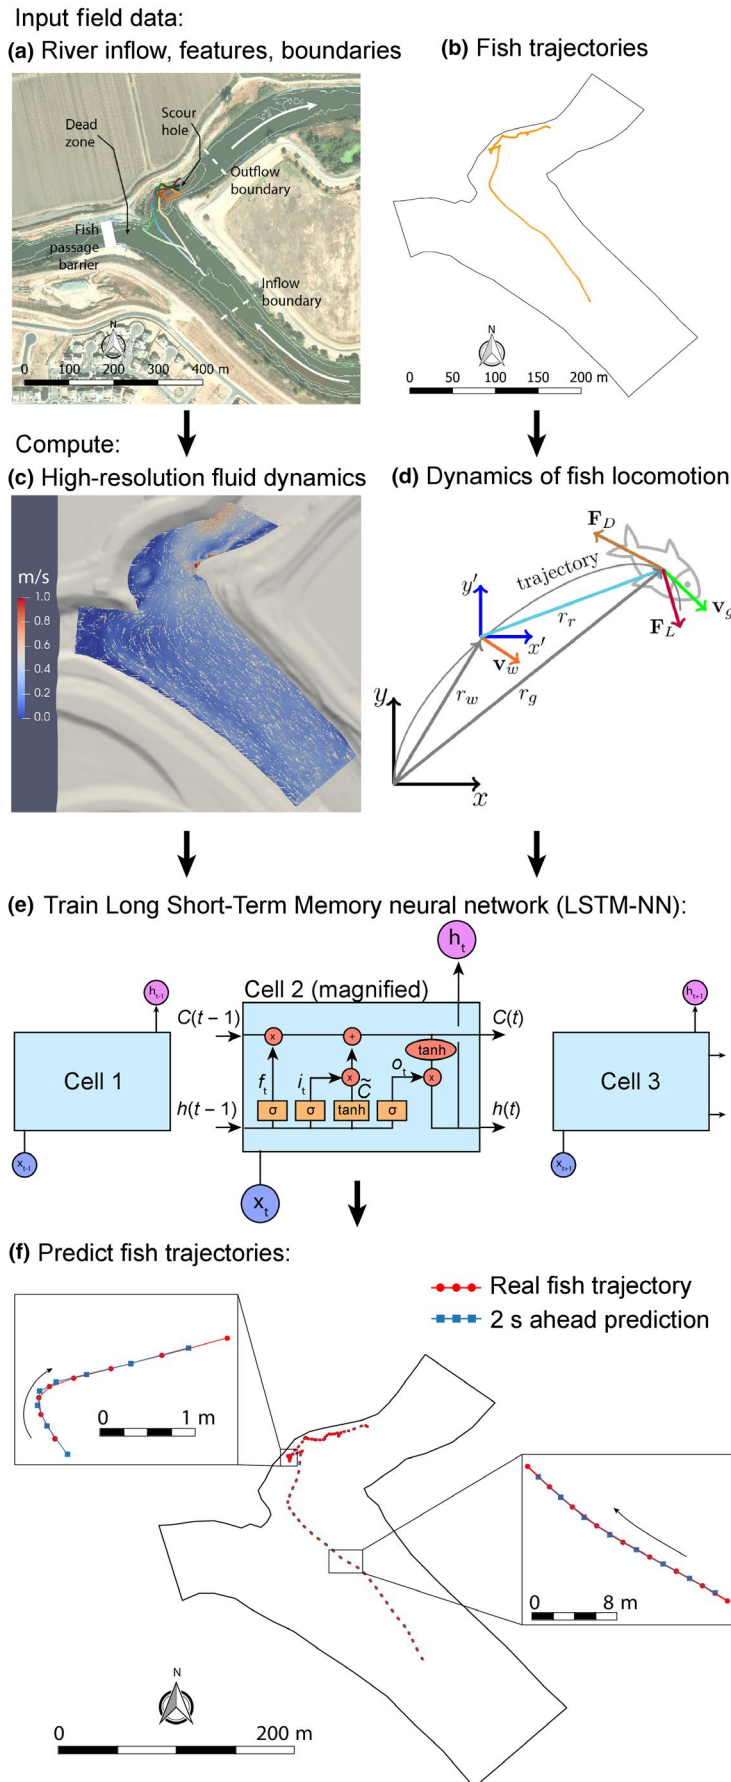 Input field data:
(a) River inflow, features, boundaries
(b) Fish trajectories
Dead zone
Scour hole
Outflow boundary
Fish passage barrier
Inflow boundary
N
0 100 200 300 400 m
N
0 50 100 150 200 m
Compute:
(c) High-resolution fluid dynamics
(d) Dynamics of fish locomotion
m/s
1.0
0.8
0.6
0.4
0.2
0.0
F_D
trajectory
y′
v_g
r_r
F_L
x′
v_w
y
r_w
r_g
x
(e) Train Long Short-Term Memory neural network (LSTM-NN):
h_t
h_t-1
Cell 2 (magnified)
h_t+1
C(t − 1)
C(t)
x
+
tanh
Cell 1
f_t
i_t
x
C̃
o_t
x
Cell 3
h(t − 1)
σ
σ
tanh
σ
h(t)
x_t-1
x_t
x_t+1
(f) Predict fish trajectories:
Real fish trajectory
2 s ahead prediction
0 1 m
0 8 m
N
0 200 m